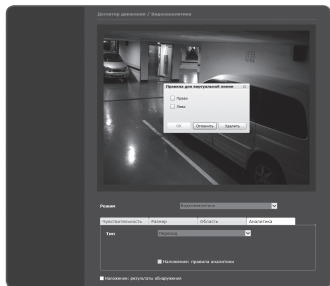 Детектор движения / Видеоаналитика
Правила для виртуальной линии
Право
Лево
ОК Отменить Удалить
Режим Видеоаналитика
Чувствительность Размер Область Аналитика
Тип Переход
Наложение: правила аналитики
Наложение: результаты обнаружения